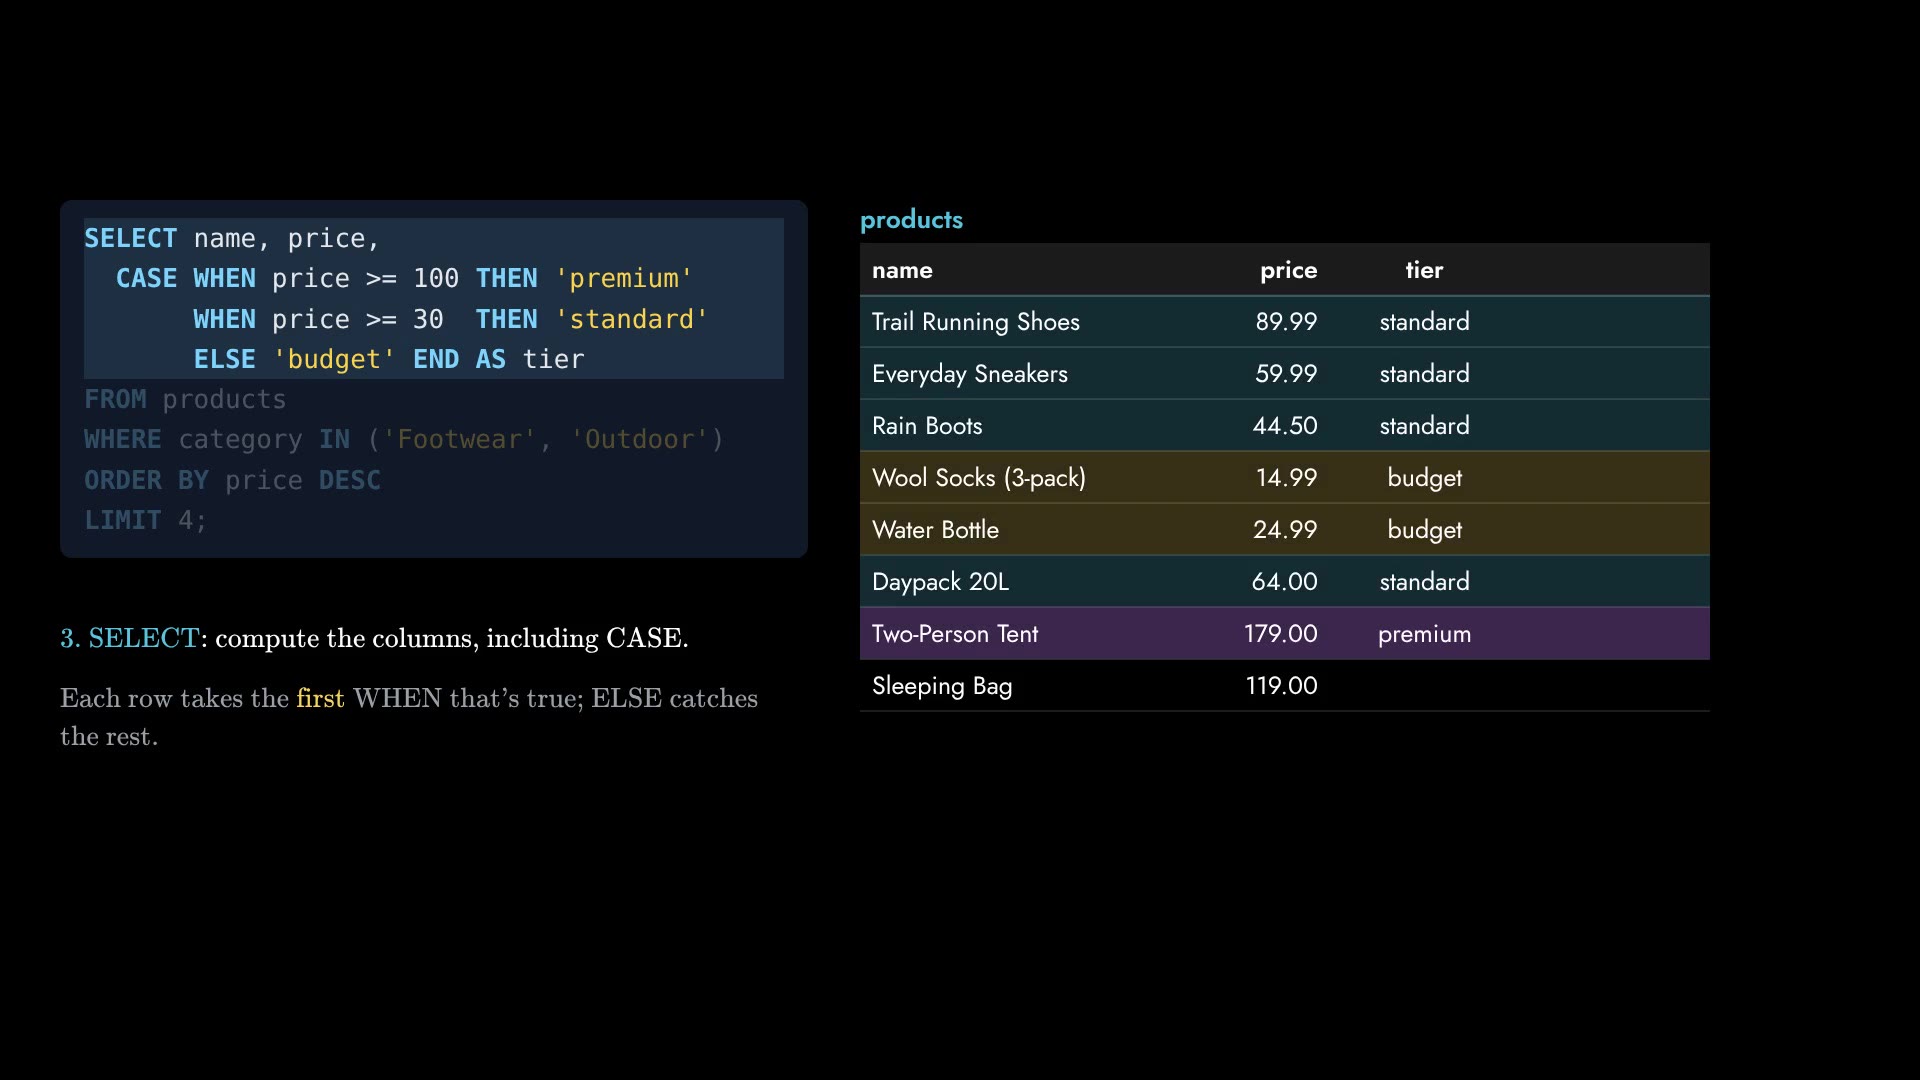 SELECT name, price,
  CASE WHEN price >= 100 THEN 'premium'
       WHEN price >= 30  THEN 'standard'
       ELSE 'budget' END AS tier
FROM products
WHERE category IN ('Footwear', 'Outdoor')
ORDER BY price DESC
LIMIT 4;
3. SELECT: compute the columns, including CASE.
Each row takes the first WHEN that's true; ELSE catches
the rest.
products
name price tier
Trail Running Shoes 89.99 standard
Everyday Sneakers 59.99 standard
Rain Boots 44.50 standard
Wool Socks (3-pack) 14.99 budget
Water Bottle 24.99 budget
Daypack 20L 64.00 standard
Two-Person Tent 179.00 premium
Sleeping Bag 119.00